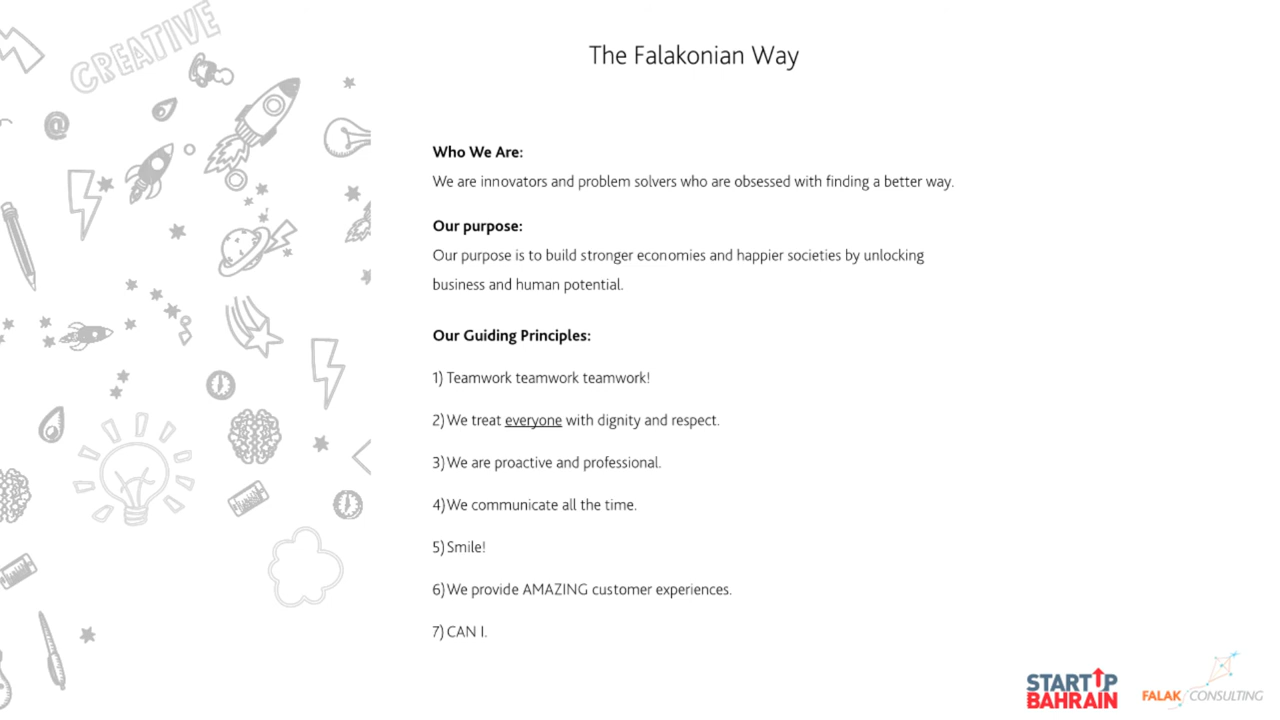 CREATIVE
The Falakonian Way
Who We Are:
We are innovators and problem solvers who are obsessed with finding a better way.
Our purpose:
Our purpose is to build stronger economies and happier societies by unlocking
business and human potential.
Our Guiding Principles:
1) Teamwork teamwork teamwork!
2) We treat everyone with dignity and respect.
3) We are proactive and professional.
4) We communicate all the time.
5) Smile!
6) We provide AMAZING customer experiences.
7) CAN I.
@
STARTUP
BAHRAIN
FALAK CONSULTING